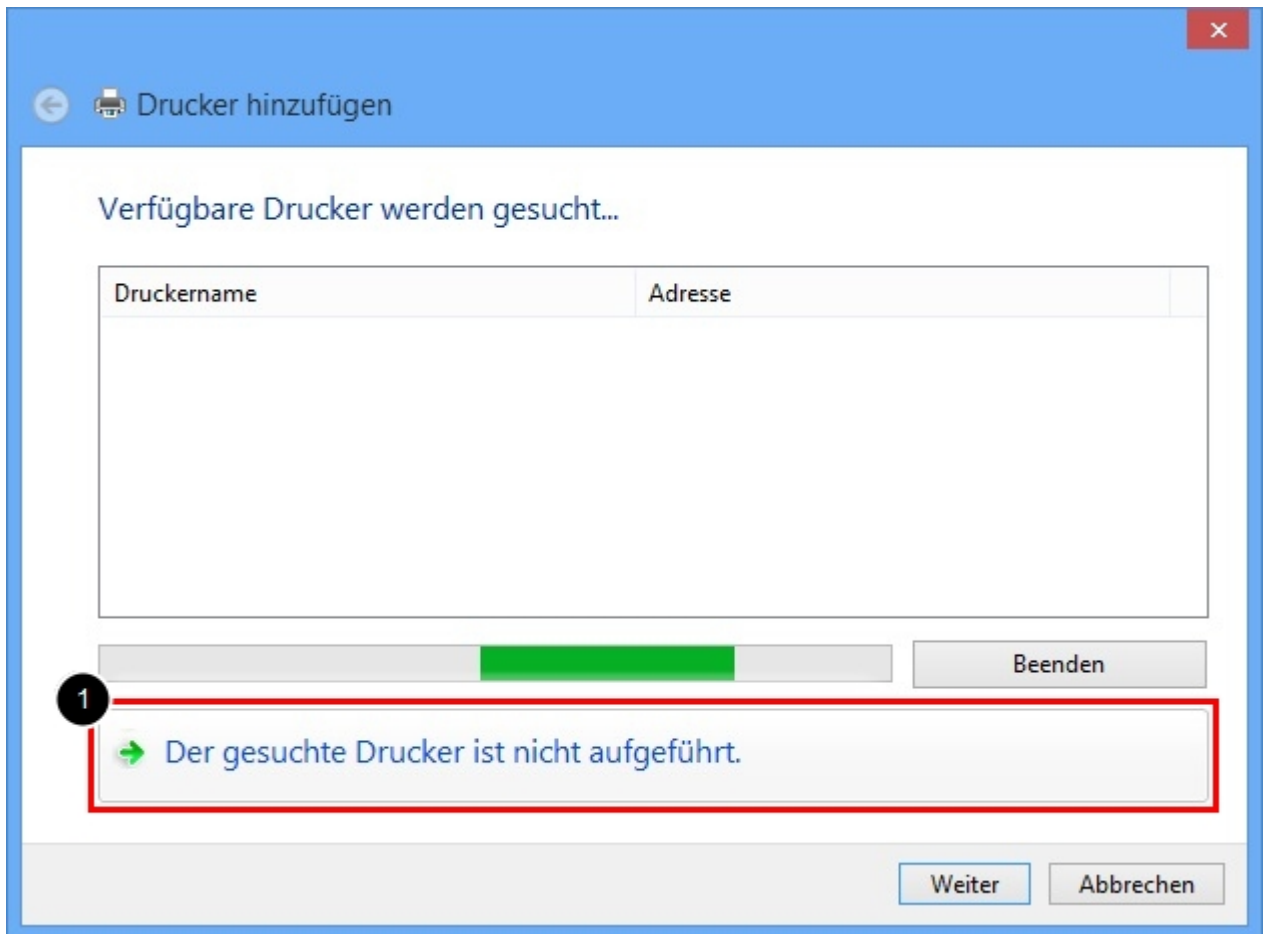 Drucker hinzufügen
Verfügbare Drucker werden gesucht...
Druckername Adresse
Beenden
1
Der gesuchte Drucker ist nicht aufgeführt.
Weiter Abbrechen